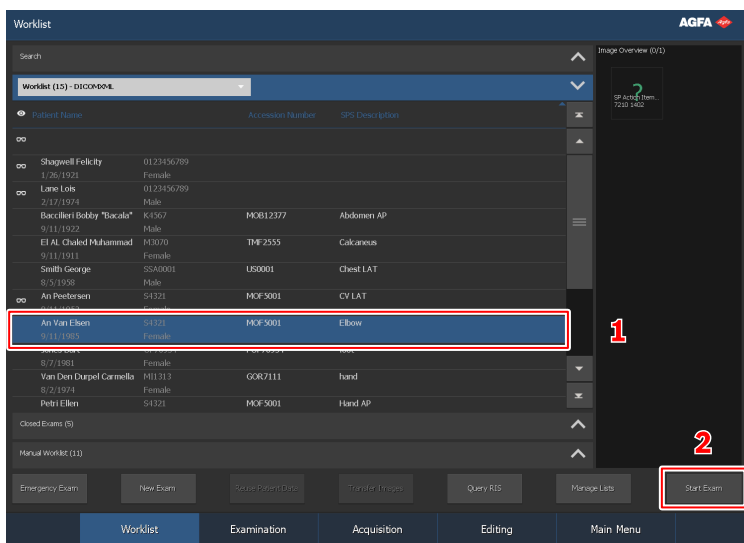 Worklist
AGFA
Search
Image Overview (0/1)
Worklist (15) - DICOMXML
?
SP Action Item...
7210 1402
Patient Name Accession Number SPS Description
Shagwell Felicity 0123456789
1/26/1921 Female
Lane Lois 0123456789
2/17/1974 Male
Baccilieri Bobby "Bacala" K4567 MOB12377 Abdomen AP
9/11/1922 Male
El AL Chaled Muhammad M3070 TMF2555 Calcaneus
9/11/1911 Female
Smith George SSA0001 US0001 Chest LAT
8/5/1958 Male
An Peetersen S4321 MOF5001 CV LAT
An Van Elsen S4321 MOF5001 Elbow
9/11/1985 Female
1
8/7/1981 Female
Van Den Durpel Carmella MI1313 GOR7111 hand
8/2/1974 Female
Petri Ellen S4321 MOF5001 Hand AP
Closed Exams (5)
Manual Worklist (11)
2
Emergency Exam New Exam Reuse Patient Data Transfer Images Query RIS Manage Lists Start Exam
Worklist Examination Acquisition Editing Main Menu